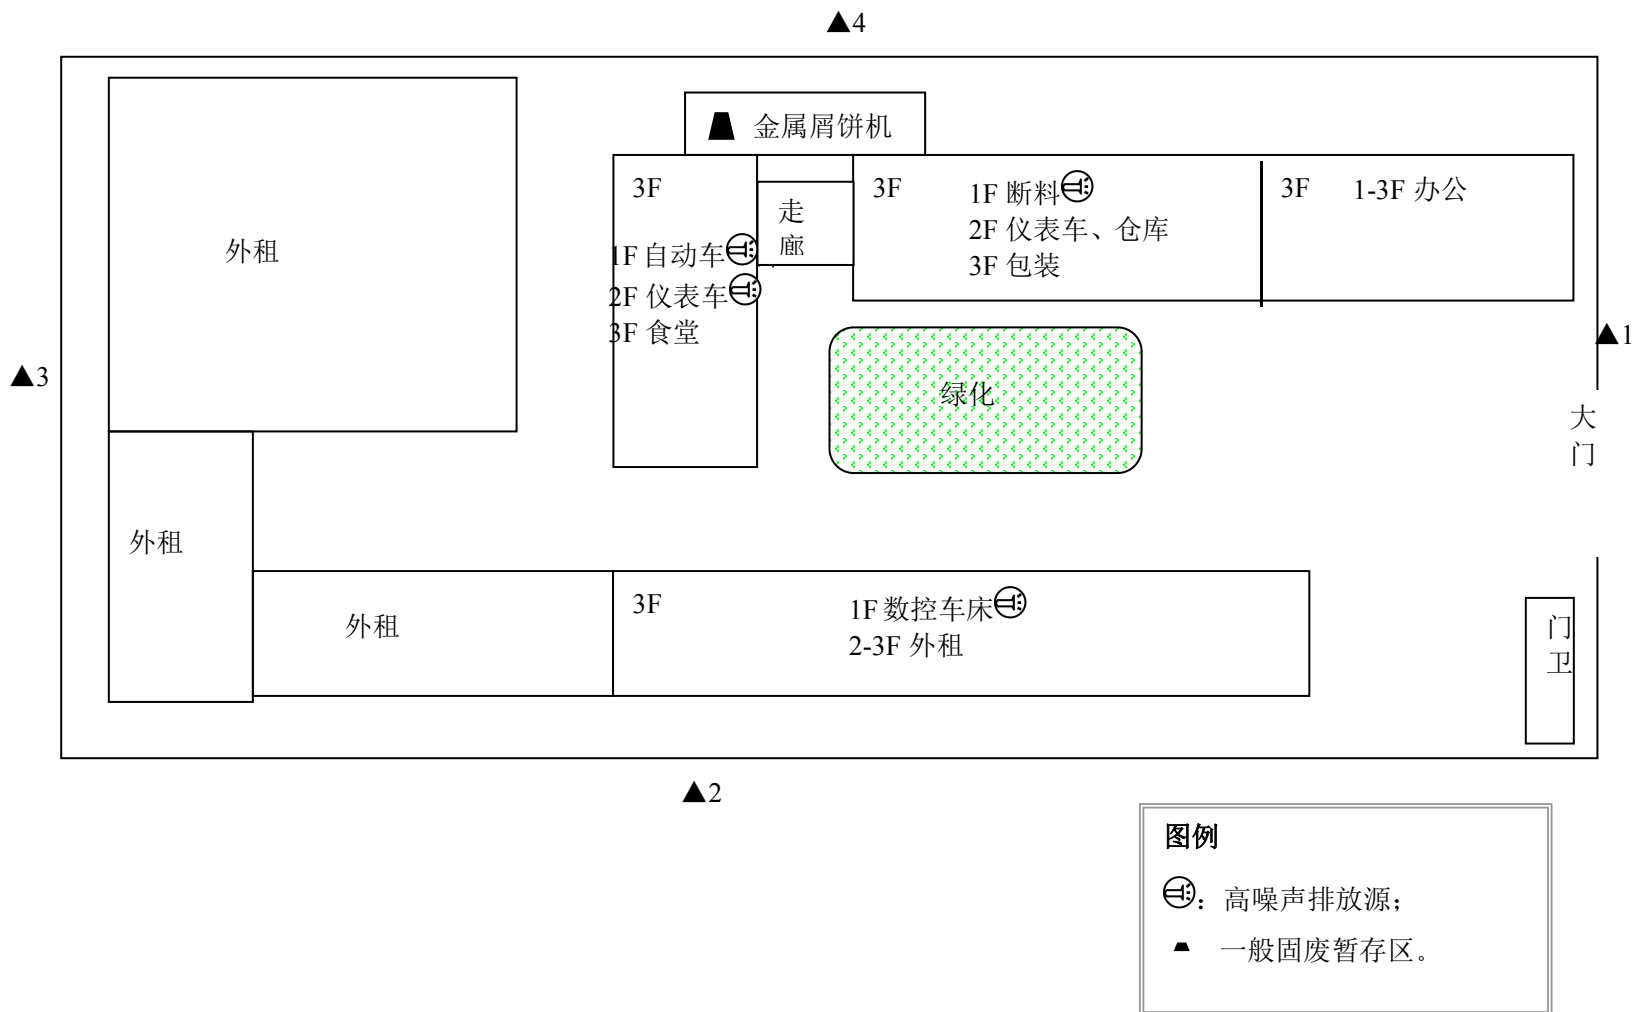 ▲4
金属屑饼机
3F
走
廊
3F
1F 断料
2F 仪表车、仓库
3F 包装
3F
1-3F 办公
外租
1F 自动车
2F 仪表车
3F 食堂
▲1
▲3
绿化
大
门
外租
外租
3F
1F 数控车床
2-3F 外租
门
卫
▲2
图例
：高噪声排放源；
一般固废暂存区。